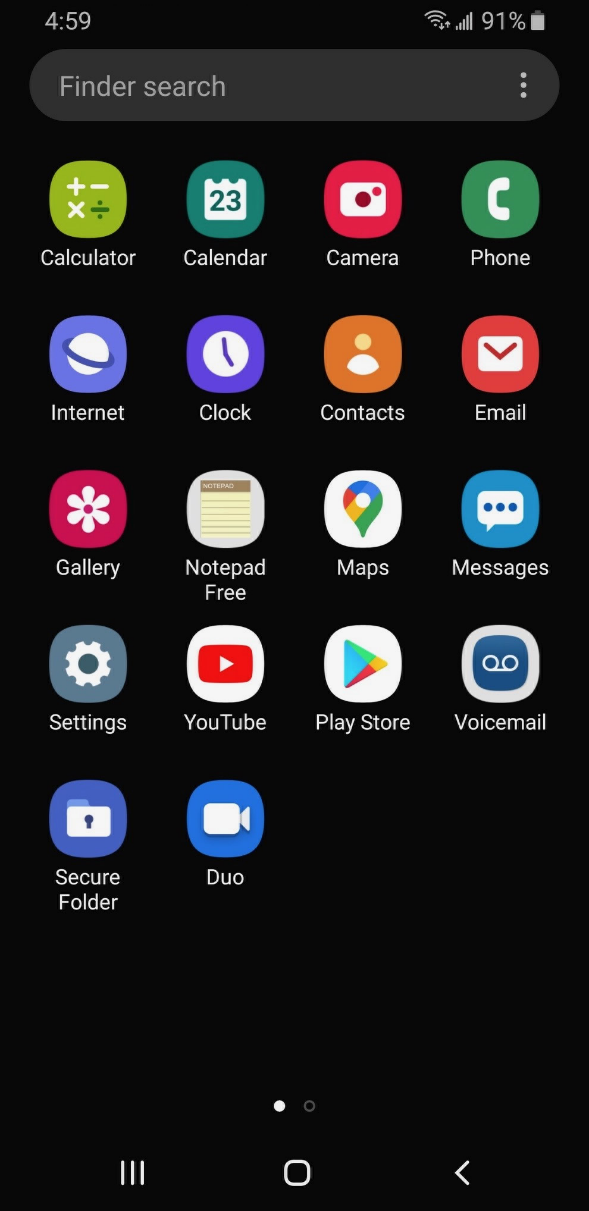 4:59 91%
Finder search
23
Calculator Calendar Camera Phone
Internet Clock Contacts Email
NOTEPAD
Gallery Notepad Free Maps Messages
Settings YouTube Play Store Voicemail
Secure Folder Duo